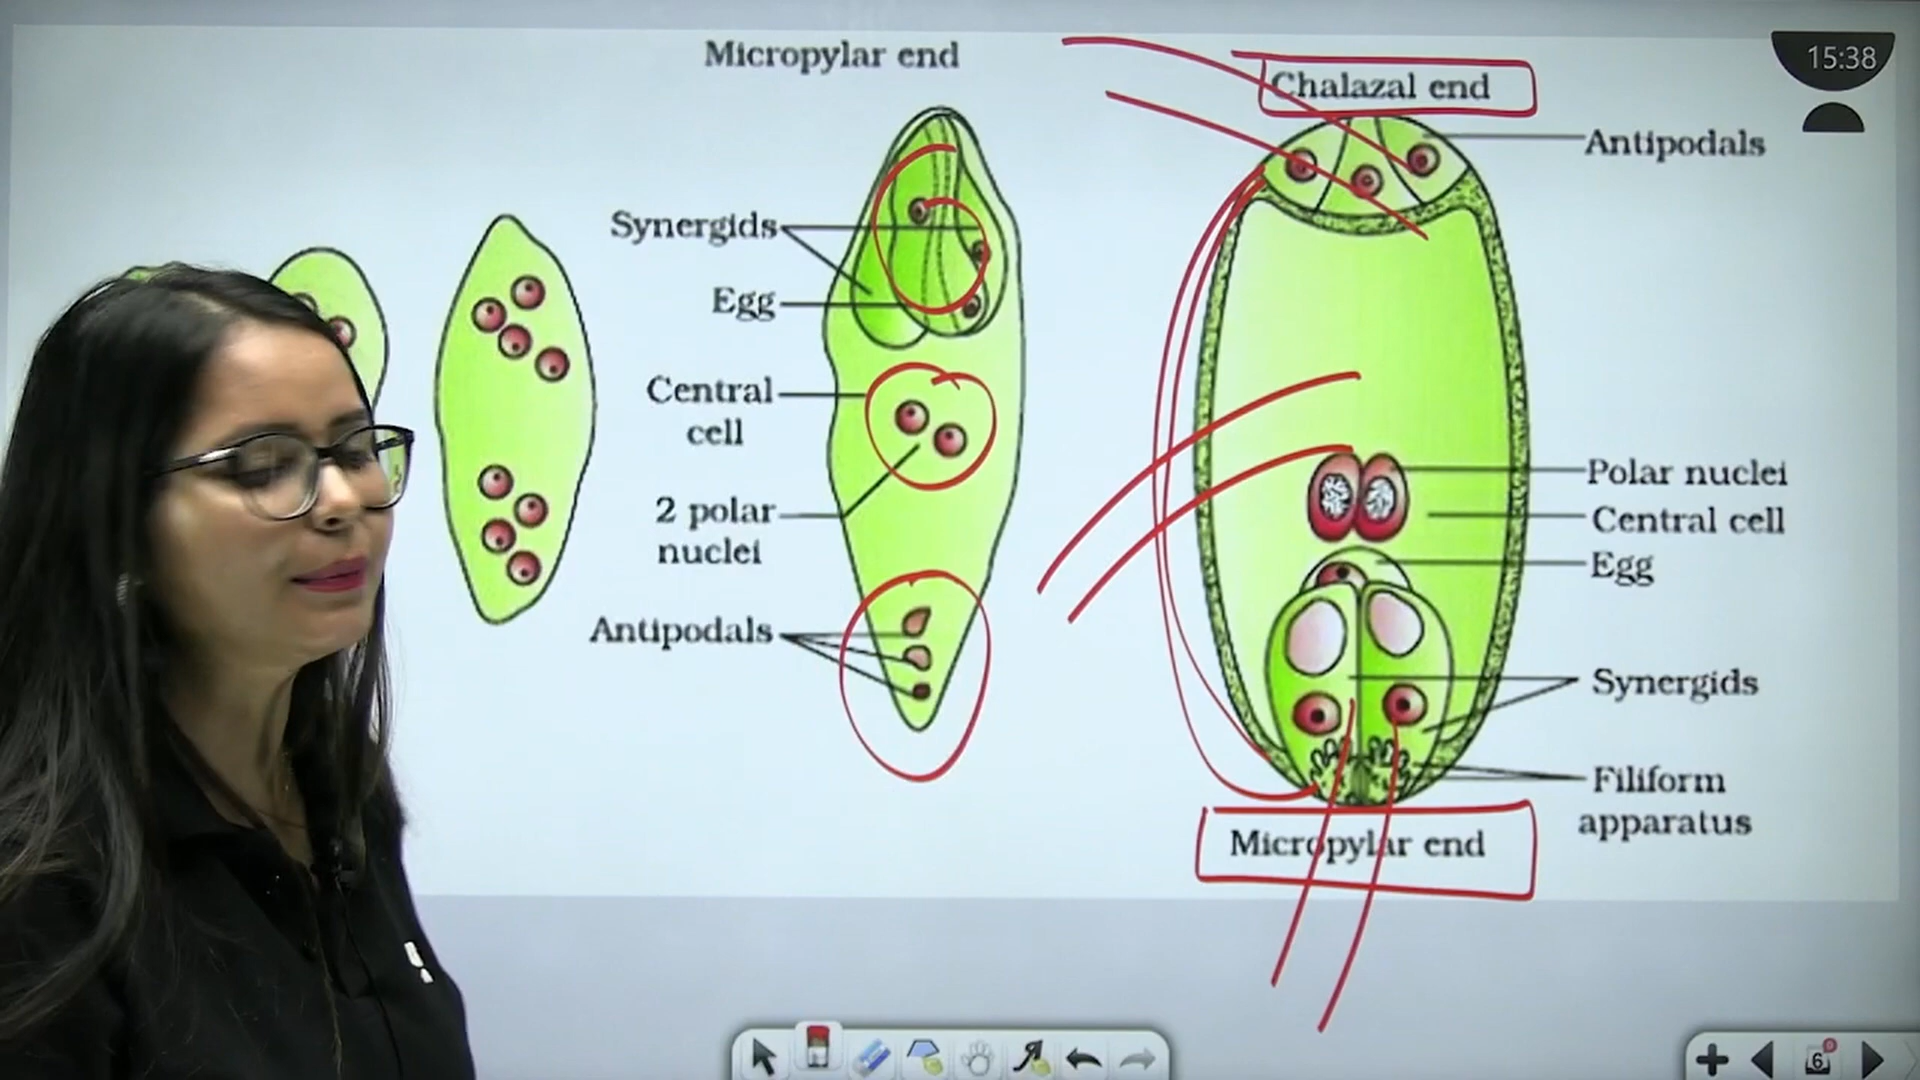 Micropylar end
Synergids
Egg
Central
cell
2 polar
nuclei
Antipodals
Chalazal end
Antipodals
Polar nuclei
Central cell
Egg
Synergids
Filiform
apparatus
Micropylar end
15:38
6